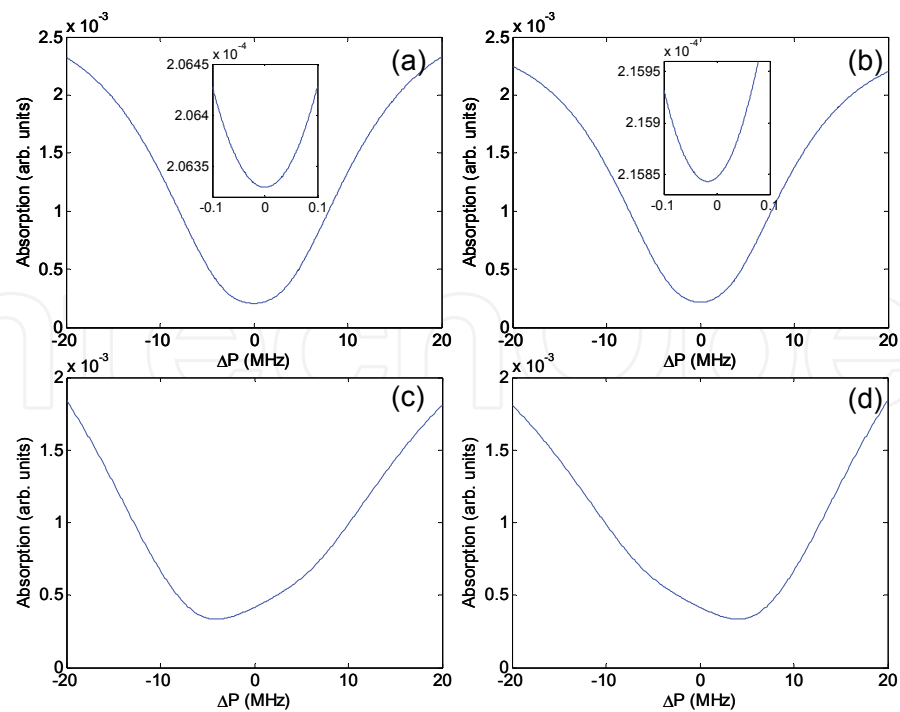 x 10⁻³
(a)
Absorption (arb. units)
2.5
2
1.5
1
0.5
0
-20 -10 0 10 20
ΔP (MHz)
x 10⁻⁴
2.0645
2.064
2.0635
-0.1 0 0.1
(b)
Absorption (arb. units)
2.5
2
1.5
1
0.5
0
-20 -10 0 10 20
ΔP (MHz)
x 10⁻⁴
2.1595
2.159
2.1585
-0.1 0 0.1
x 10⁻³
(c)
Absorption (arb. units)
2
1.5
1
0.5
0
-20 -10 0 10 20
ΔP (MHz)
x 10⁻³
(d)
Absorption (arb. units)
2
1.5
1
0.5
0
-20 -10 0 10 20
ΔP (MHz)